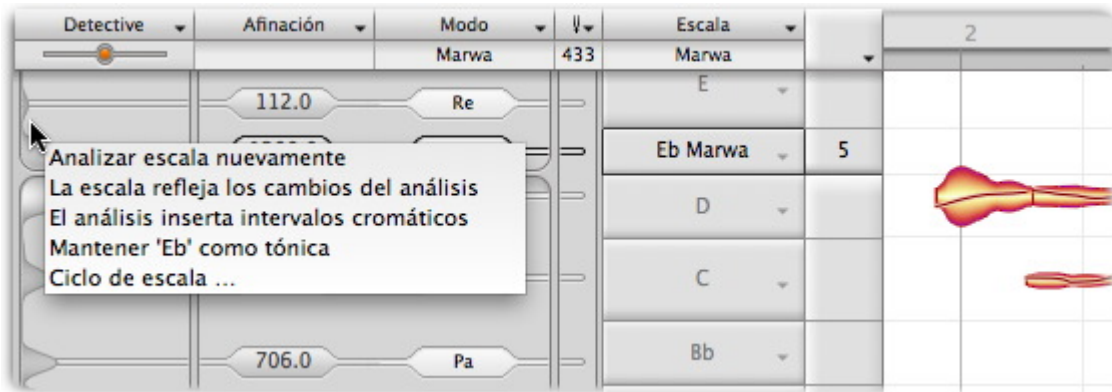 Detective Afinación Modo Escala 2
Marwa 433 Marwa
112.0 Re E
Eb Marwa 5
Analizar escala nuevamente
La escala refleja los cambios del análisis
El análisis inserta intervalos cromáticos
Mantener 'Eb' como tónica
Ciclo de escala ...
D
C
706.0 Pa Bb